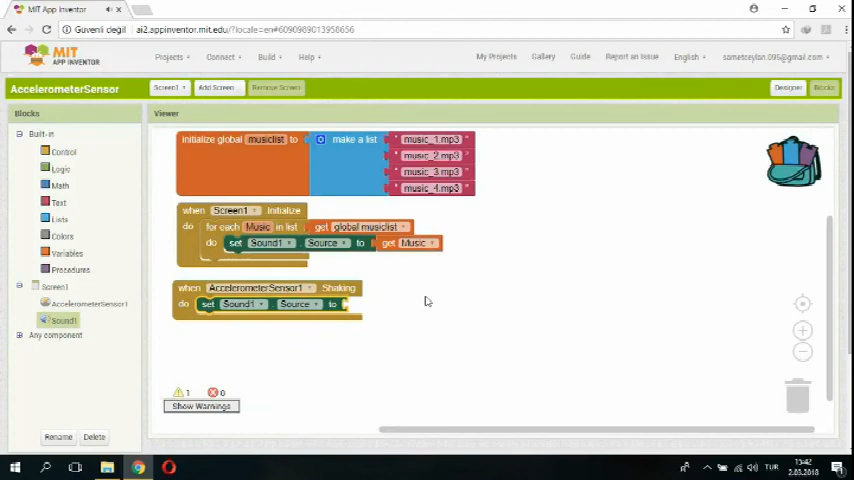 MIT App Inventor
Güvenli değil
ai2.appinventor.mit.edu/?locale=en#6090989013958656
MIT
APP INVENTOR
Projects
Connect
Build
Help
My Projects
Gallery
Guide
Report an Issue
English
sametceylan.095@gmail.com
AccelerometerSensor
Screen1
Add Screen
Remove Screen
Designer
Blocks
Blocks
Viewer
Built-in
Control
Logic
Math
Text
Lists
Colors
Variables
Procedures
Screen1
AccelerometerSensor1
Sound1
Any component
Rename
Delete
initialize global musiclist to
make a list
" music_1.mp3 "
" music_2.mp3 "
" music_3.mp3 "
" music_4.mp3 "
when Screen1 Initialize
do for each Music in list get global musiclist
do set Sound1 . Source to get Music
when AccelerometerSensor1 Shaking
do set Sound1 . Source to
1
0
Show Warnings
TUR
13:42
2.03.2018
1